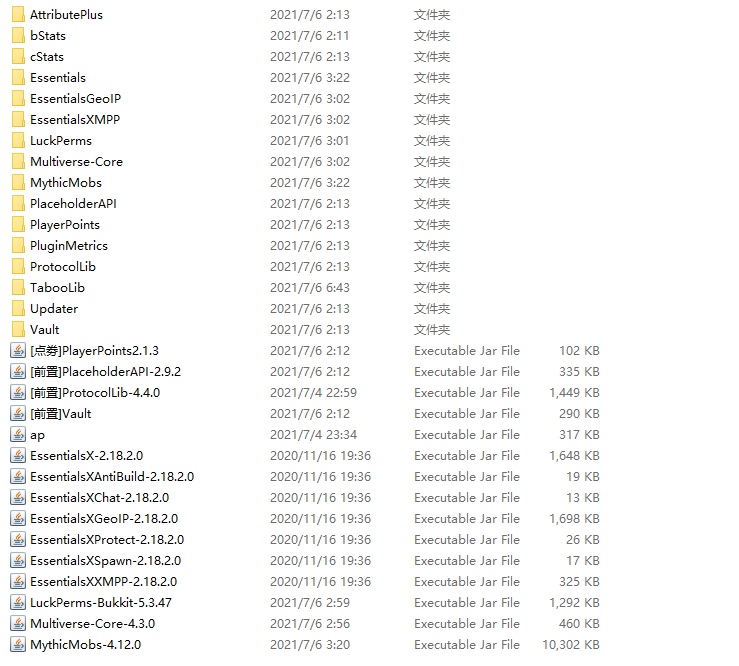 AttributePlus 2021/7/6 2:13 文件夹
bStats 2021/7/6 2:11 文件夹
cStats 2021/7/6 2:13 文件夹
Essentials 2021/7/6 3:22 文件夹
EssentialsGeoIP 2021/7/6 3:02 文件夹
EssentialsXMPP 2021/7/6 3:02 文件夹
LuckPerms 2021/7/6 3:01 文件夹
Multiverse-Core 2021/7/6 3:02 文件夹
MythicMobs 2021/7/6 3:22 文件夹
PlaceholderAPI 2021/7/6 2:13 文件夹
PlayerPoints 2021/7/6 2:13 文件夹
PluginMetrics 2021/7/6 2:13 文件夹
ProtocolLib 2021/7/6 2:13 文件夹
TabooLib 2021/7/6 6:43 文件夹
Updater 2021/7/6 2:13 文件夹
Vault 2021/7/6 2:13 文件夹
[点券]PlayerPoints2.1.3 2021/7/6 2:12 Executable Jar File 102 KB
[前置]PlaceholderAPI-2.9.2 2021/7/6 2:12 Executable Jar File 335 KB
[前置]ProtocolLib-4.4.0 2021/7/4 22:59 Executable Jar File 1,449 KB
[前置]Vault 2021/7/6 2:12 Executable Jar File 290 KB
ap 2021/7/4 23:34 Executable Jar File 317 KB
EssentialsX-2.18.2.0 2020/11/16 19:36 Executable Jar File 1,648 KB
EssentialsXAntiBuild-2.18.2.0 2020/11/16 19:36 Executable Jar File 19 KB
EssentialsXChat-2.18.2.0 2020/11/16 19:36 Executable Jar File 13 KB
EssentialsXGeoIP-2.18.2.0 2020/11/16 19:36 Executable Jar File 1,698 KB
EssentialsXProtect-2.18.2.0 2020/11/16 19:36 Executable Jar File 26 KB
EssentialsXSpawn-2.18.2.0 2020/11/16 19:36 Executable Jar File 17 KB
EssentialsXXMPP-2.18.2.0 2020/11/16 19:36 Executable Jar File 325 KB
LuckPerms-Bukkit-5.3.47 2021/7/6 2:59 Executable Jar File 1,292 KB
Multiverse-Core-4.3.0 2021/7/6 2:56 Executable Jar File 460 KB
MythicMobs-4.12.0 2021/7/6 3:20 Executable Jar File 10,302 KB